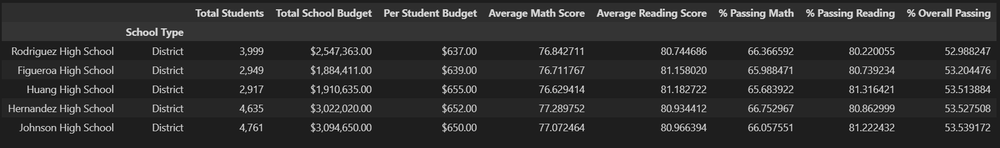 Total Students Total School Budget Per Student Budget Average Math Score Average Reading Score % Passing Math % Passing Reading % Overall Passing
School Type
Rodriguez High School District 3,999 $2,547,363.00 $637.00 76.842711 80.744686 66.366592 80.220055 52.988247
Figueroa High School District 2,949 $1,884,411.00 $639.00 76.711767 81.158020 65.988471 80.739234 53.204476
Huang High School District 2,917 $1,910,635.00 $655.00 76.629414 81.182722 65.683922 81.316421 53.513884
Hernandez High School District 4,635 $3,022,020.00 $652.00 77.289752 80.934412 66.752967 80.862999 53.527508
Johnson High School District 4,761 $3,094,650.00 $650.00 77.072464 80.966394 66.057551 81.222432 53.539172